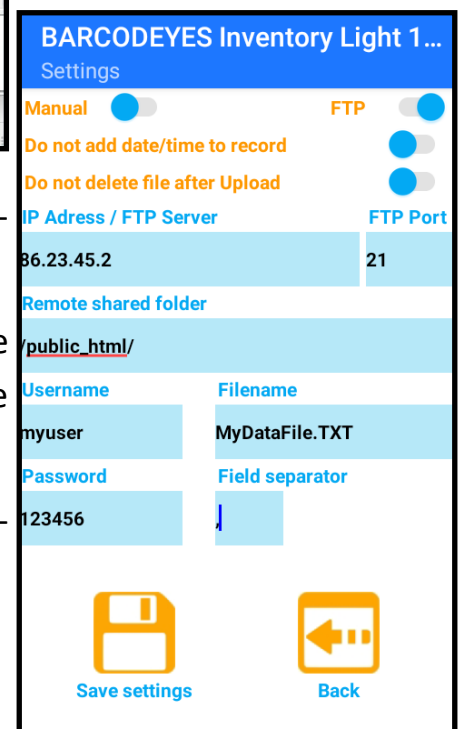 BARCODEYES Inventory Light 1...
Settings
Manual FTP
Do not add date/time to record
Do not delete file after Upload
IP Adress / FTP Server FTP Port
86.23.45.2 21
Remote shared folder
/public_html/
Username Filename
myuser MyDataFile.TXT
Password Field separator
123456 ,
Save settings Back